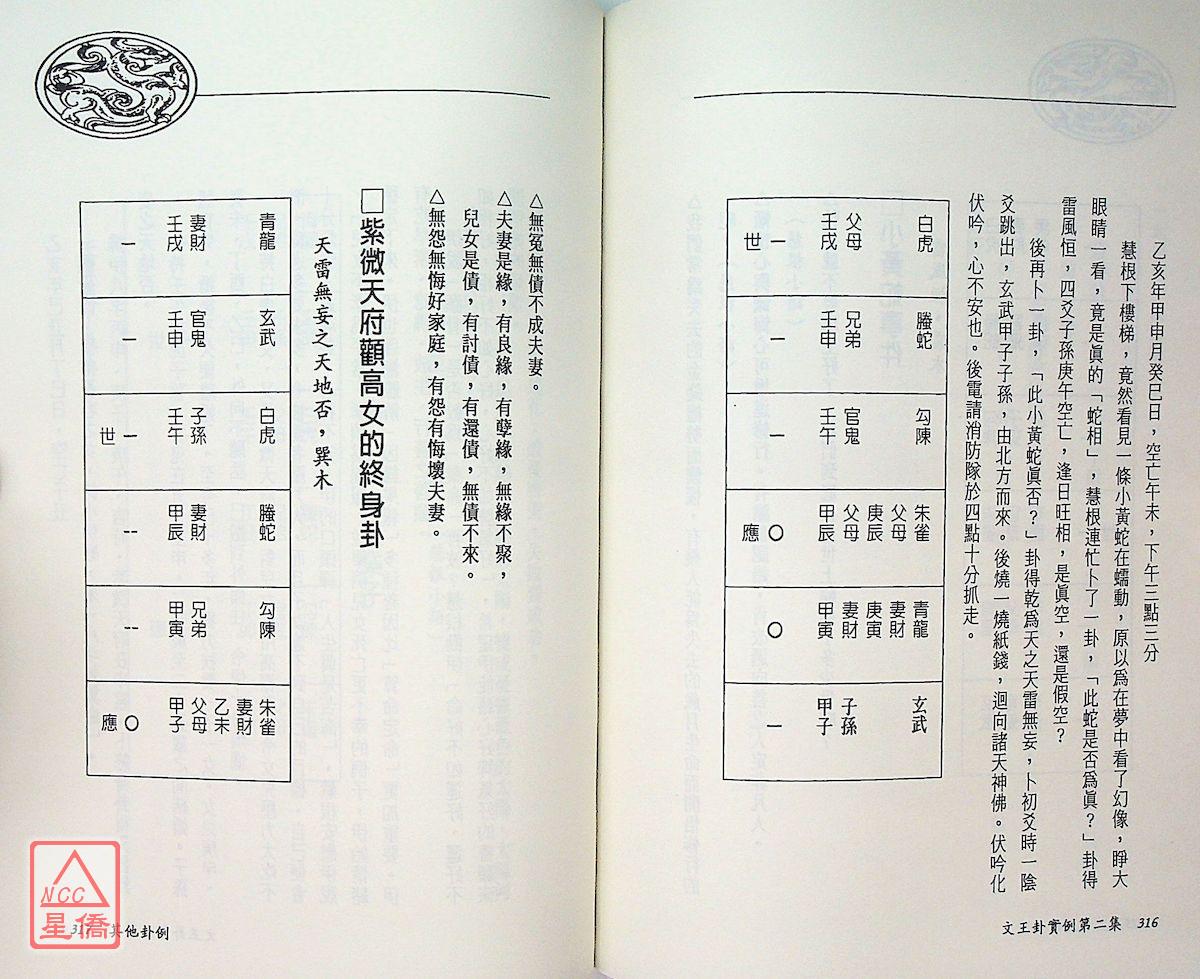 乙亥年甲申月癸巳日，空亡午未，下午三點三分
慧根下樓梯，竟然看見一條小黃蛇在蠕動，原以爲在夢中看了幻像，睜大
眼睛一看，竟是眞的「蛇相」，慧根連忙卜了一卦，「此蛇是否爲眞？」卦得
雷風恒，四爻子孫庚午空亡，逢日旺相，是眞空，還是假空？
後再卜一卦，「此小黃蛇眞否？」卦得乾爲天之天雷無妄，卜初爻時一陰
爻跳出，玄武甲子子孫，由北方而來。後燒一燒紙錢，迴向諸天神佛。伏吟化
伏吟，心不安也。後電請消防隊於四點十分抓走。
白虎 父母 壬戌 世 —
螣蛇 兄弟 壬申 —
勾陳 官鬼 壬午 —
朱雀 父母 庚辰 父母 甲辰 應 〇
青龍 妻財 庚寅 妻財 甲寅 〇
玄武 子孫 甲子 —
文王卦實例第二集 316
△無冤無債不成夫妻。
△夫妻是緣，有良緣，有孽緣，無緣不聚，
兒女是債，有討債，有還債，無債不來。
△無怨無悔好家庭，有怨有悔壞夫妻。
□紫微天府顴高女的終身卦
天雷無妄之天地否，巽木
青龍 妻財 壬戌 —
玄武 官鬼 壬申 —
白虎 子孫 壬午 世 —
螣蛇 妻財 甲辰 --
勾陳 兄弟 甲寅 --
朱雀 妻財 乙未 父母 甲子 應 〇
317 其他卦例
NCC
星僑